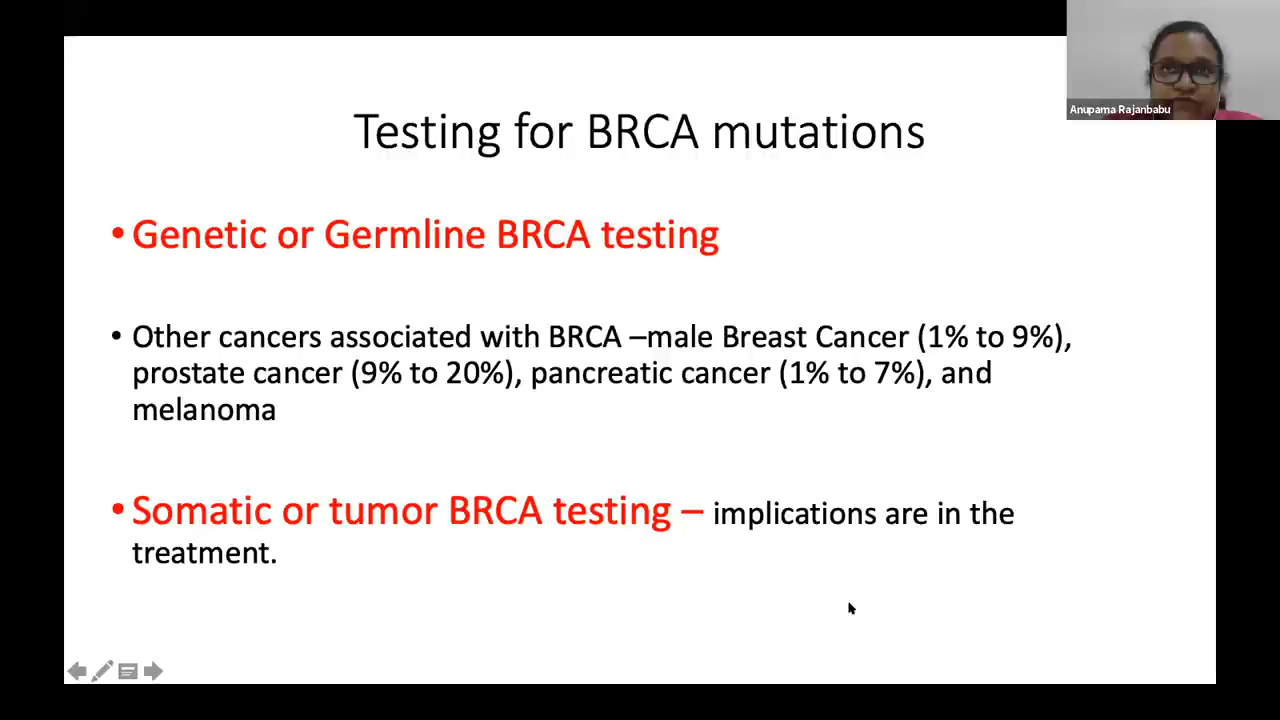 Anupama Rajanbabu
Testing for BRCA mutations
• Genetic or Germline BRCA testing
• Other cancers associated with BRCA –male Breast Cancer (1% to 9%),
prostate cancer (9% to 20%), pancreatic cancer (1% to 7%), and
melanoma
• Somatic or tumor BRCA testing – implications are in the
treatment.